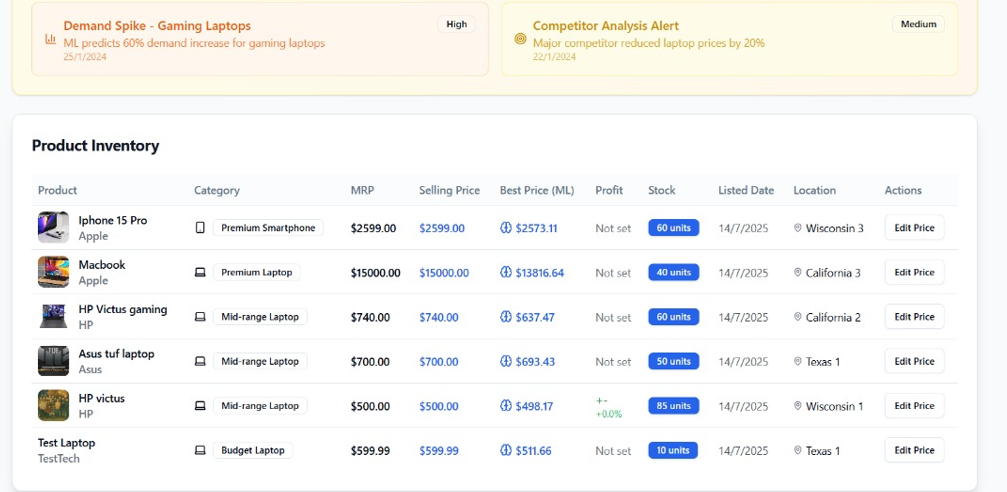 Demand Spike - Gaming Laptops
High
ML predicts 60% demand increase for gaming laptops
25/1/2024
Competitor Analysis Alert
Medium
Major competitor reduced laptop prices by 20%
22/1/2024
Product Inventory
Product Category MRP Selling Price Best Price (ML) Profit Stock Listed Date Location Actions
Iphone 15 Pro
Apple
Premium Smartphone $2599.00 $2599.00 $2573.11 Not set 60 units 14/7/2025 Wisconsin 3 Edit Price
Macbook
Apple
Premium Laptop $15000.00 $15000.00 $13816.64 Not set 40 units 14/7/2025 California 3 Edit Price
HP Victus gaming
HP
Mid-range Laptop $740.00 $740.00 $637.47 Not set 60 units 14/7/2025 California 2 Edit Price
Asus tuf laptop
Asus
Mid-range Laptop $700.00 $700.00 $693.43 Not set 50 units 14/7/2025 Texas 1 Edit Price
HP victus
HP
Mid-range Laptop $500.00 $500.00 $498.17 +- 85 units 14/7/2025 Wisconsin 1 Edit Price
+0.0%
Test Laptop
TestTech
Budget Laptop $599.99 $599.99 $511.66 Not set 10 units 14/7/2025 Texas 1 Edit Price